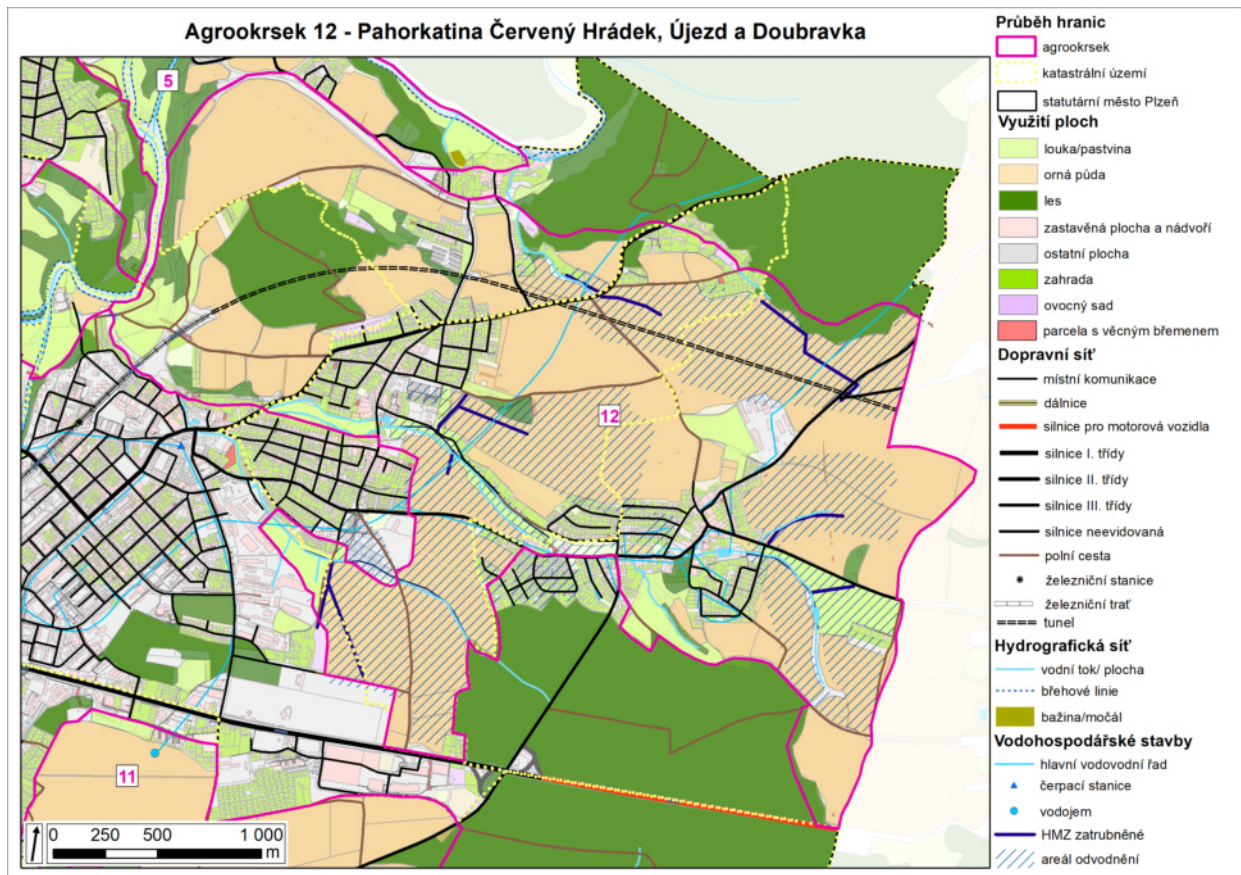 Agrookrsek 12 - Pahorkatina Červený Hrádek, Újezd a Doubravka
5
12
11
0 250 500 1 000
m
Průběh hranic
agrookrsek
katastrální území
statutární město Plzeň
Využití ploch
louka/pastvina
orná půda
les
zastavěná plocha a nádvoří
ostatní plocha
zahrada
ovocný sad
parcela s věcným břemenem
Dopravní síť
místní komunikace
dálnice
silnice pro motorová vozidla
silnice I. třídy
silnice II. třídy
silnice III. třídy
silnice neevidovaná
polní cesta
železniční stanice
železniční trať
tunel
Hydrografická síť
vodní tok/ plocha
břehové linie
bažina/močál
Vodohospodářské stavby
hlavní vodovodní řad
čerpací stanice
vodojem
HMZ zatrubněné
areál odvodnění